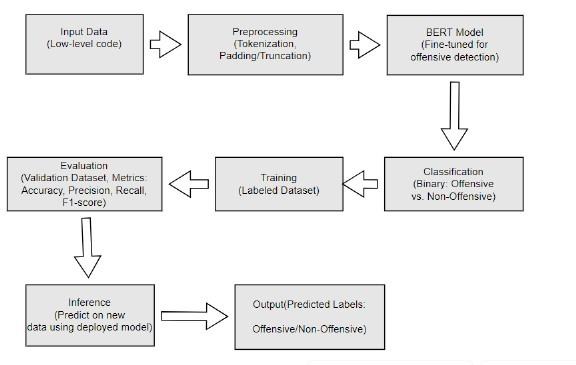 Input Data
(Low-level code)
Preprocessing
(Tokenization,
Padding/Truncation)
BERT Model
(Fine-tuned for
offensive detection)
Evaluation
(Validation Dataset, Metrics:
Accuracy, Precision, Recall,
F1-score)
Training
(Labeled Dataset)
Classification
(Binary: Offensive
vs. Non-Offensive)
Inference
(Predict on new
data using deployed model)
Output(Predicted Labels:
Offensive/Non-Offensive)